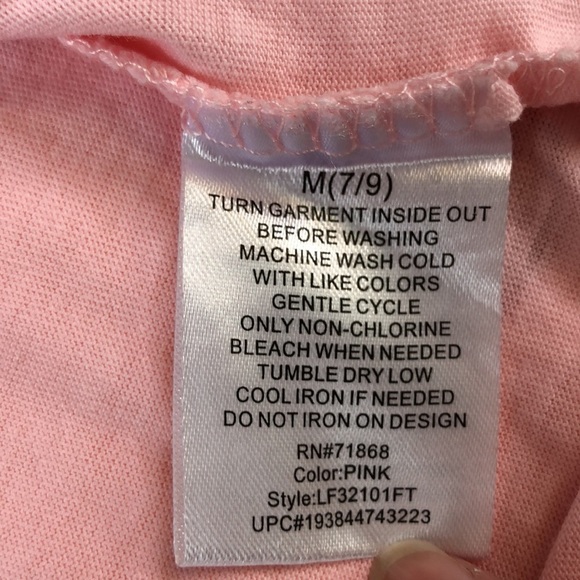 M(7/9)
TURN GARMENT INSIDE OUT
BEFORE WASHING
MACHINE WASH COLD
WITH LIKE COLORS
GENTLE CYCLE
ONLY NON-CHLORINE
BLEACH WHEN NEEDED
TUMBLE DRY LOW
COOL IRON IF NEEDED
DO NOT IRON ON DESIGN
RN#71868
Color:PINK
Style:LF32101FT
UPC#193844743223